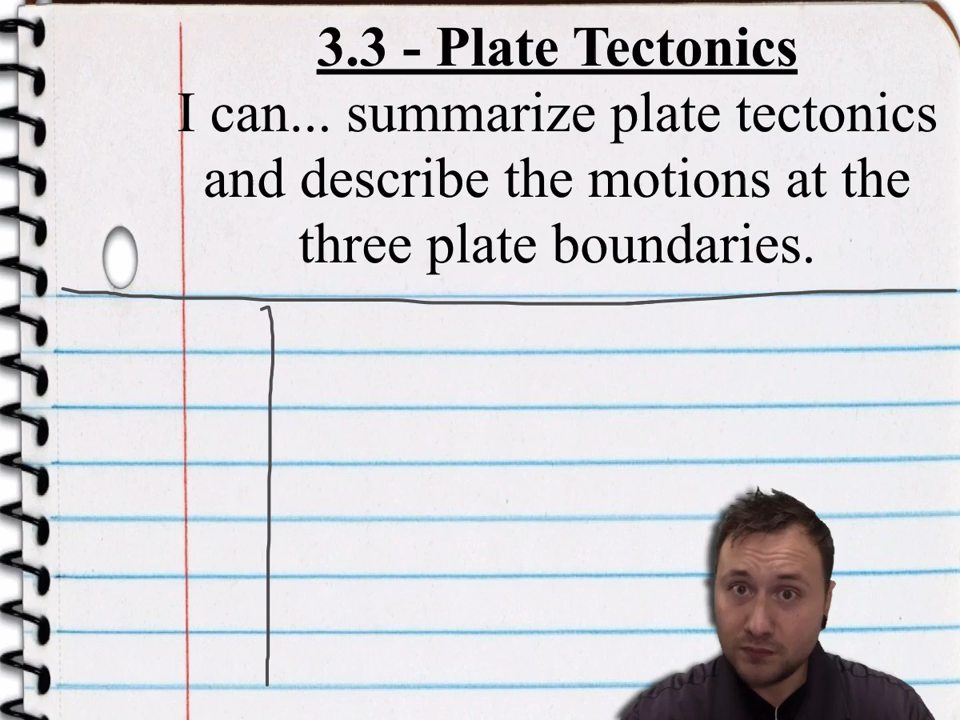 3.3 - Plate Tectonics
I can... summarize plate tectonics
and describe the motions at the
three plate boundaries.